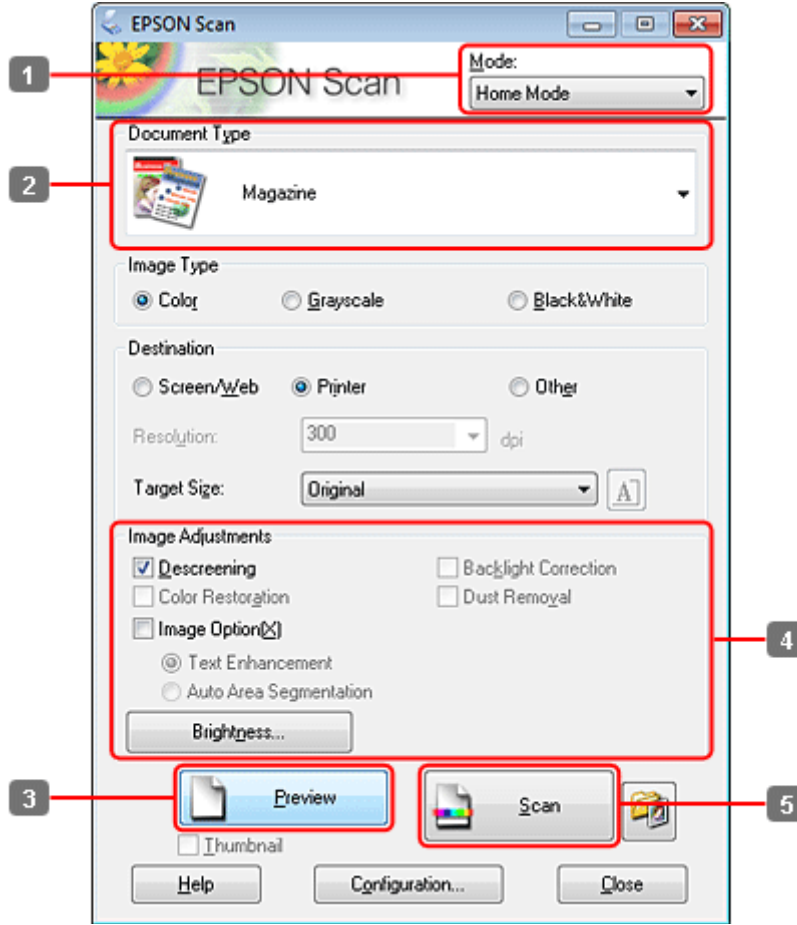 EPSON Scan
EPSON Scan
Mode:
1
Home Mode
Document Type
2
Magazine
Image Type
Color Grayscale Black&White
Destination
Screen/Web Printer Other
Resolution: 300 dpi
Target Size: Original A
Image Adjustments
Descreening Backlight Correction
Color Restoration Dust Removal
Image Option(X)
4
Text Enhancement
Auto Area Segmentation
Brightness...
3 Preview Scan 5
Thumbnail
Help Configuration... Close